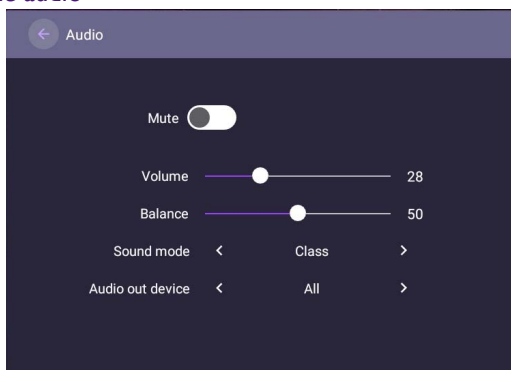 Audio
Mute
Volume 28
Balance 50
Sound mode < Class >
Audio out device < All >